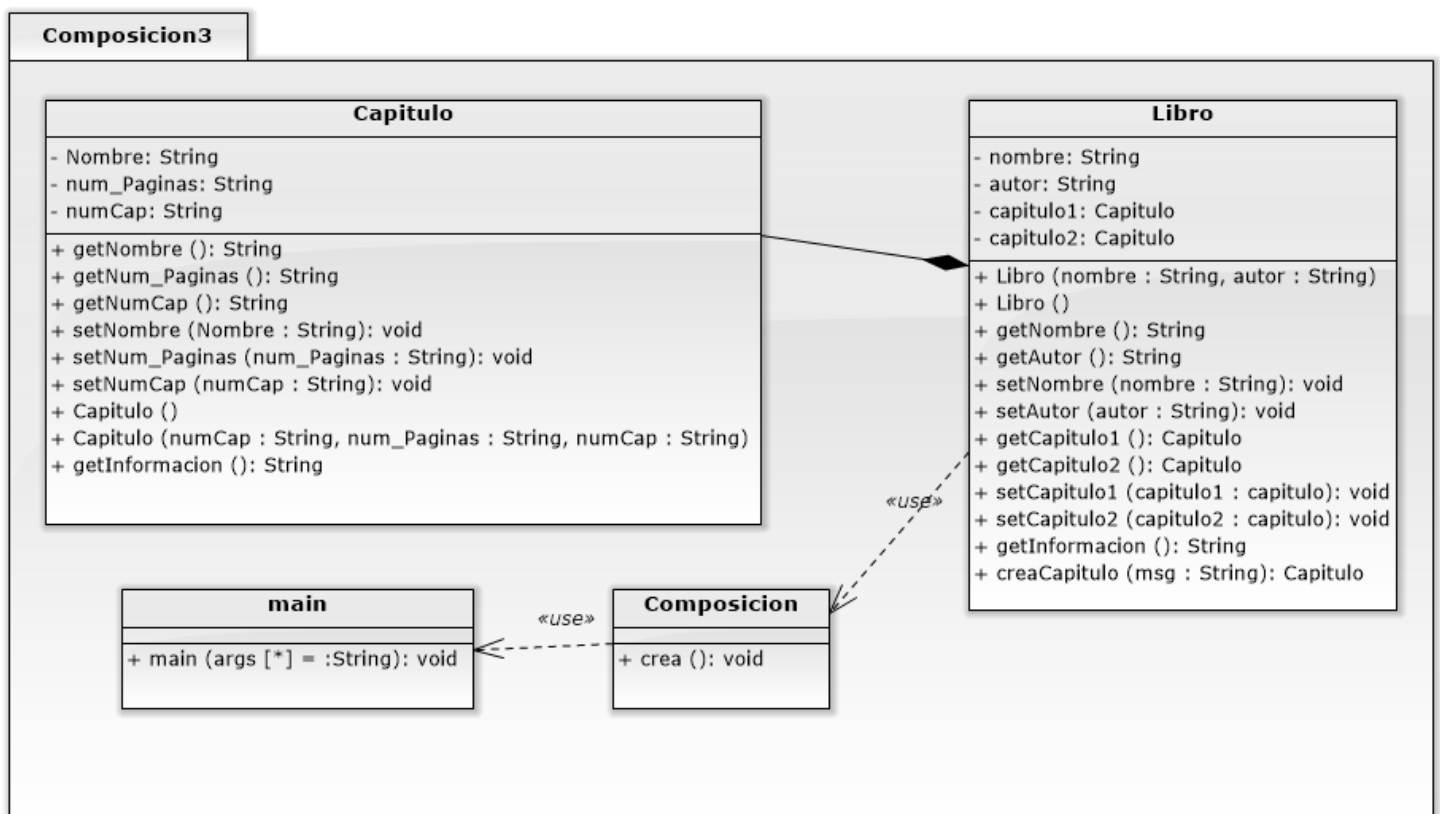 Composicion3
Capitulo
- Nombre: String
- num_Paginas: String
- numCap: String
+ getNombre (): String
+ getNum_Paginas (): String
+ getNumCap (): String
+ setNombre (Nombre : String): void
+ setNum_Paginas (num_Paginas : String): void
+ setNumCap (numCap : String): void
+ Capitulo ()
+ Capitulo (numCap : String, num_Paginas : String, numCap : String)
+ getInformacion (): String
Libro
- nombre: String
- autor: String
- capitulo1: Capitulo
- capitulo2: Capitulo
+ Libro (nombre : String, autor : String)
+ Libro ()
+ getNombre (): String
+ getAutor (): String
+ setNombre (nombre : String): void
+ setAutor (autor : String): void
+ getCapitulo1 (): Capitulo
+ getCapitulo2 (): Capitulo
+ setCapitulo1 (capitulo1 : capitulo): void
+ setCapitulo2 (capitulo2 : capitulo): void
+ getInformacion (): String
+ creaCapitulo (msg : String): Capitulo
«use»
main
+ main (args [*] = :String): void
«use»
Composicion
+ crea (): void